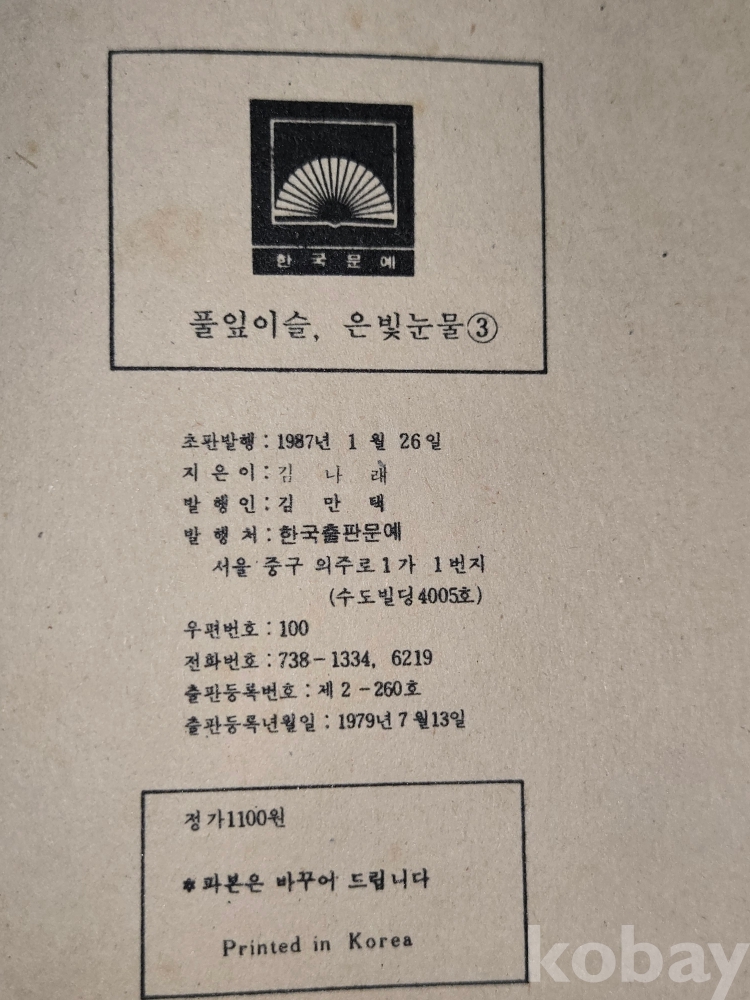 한국문예
풀잎이슬, 은빛눈물③
초판발행 : 1987년 1월 26일
지은이 : 김 나 래
발행인 : 김 만 택
발행처 : 한국출판문예
서울 중구 의주로1가 1번지
(수도빌딩4005호)
우편번호 : 100
전화번호 : 738-1334, 6219
출판등록번호 : 제2-260호
출판등록년월일 : 1979년 7월13일
정가1100원
*파본은 바꾸어 드립니다
Printed in Korea
kobay